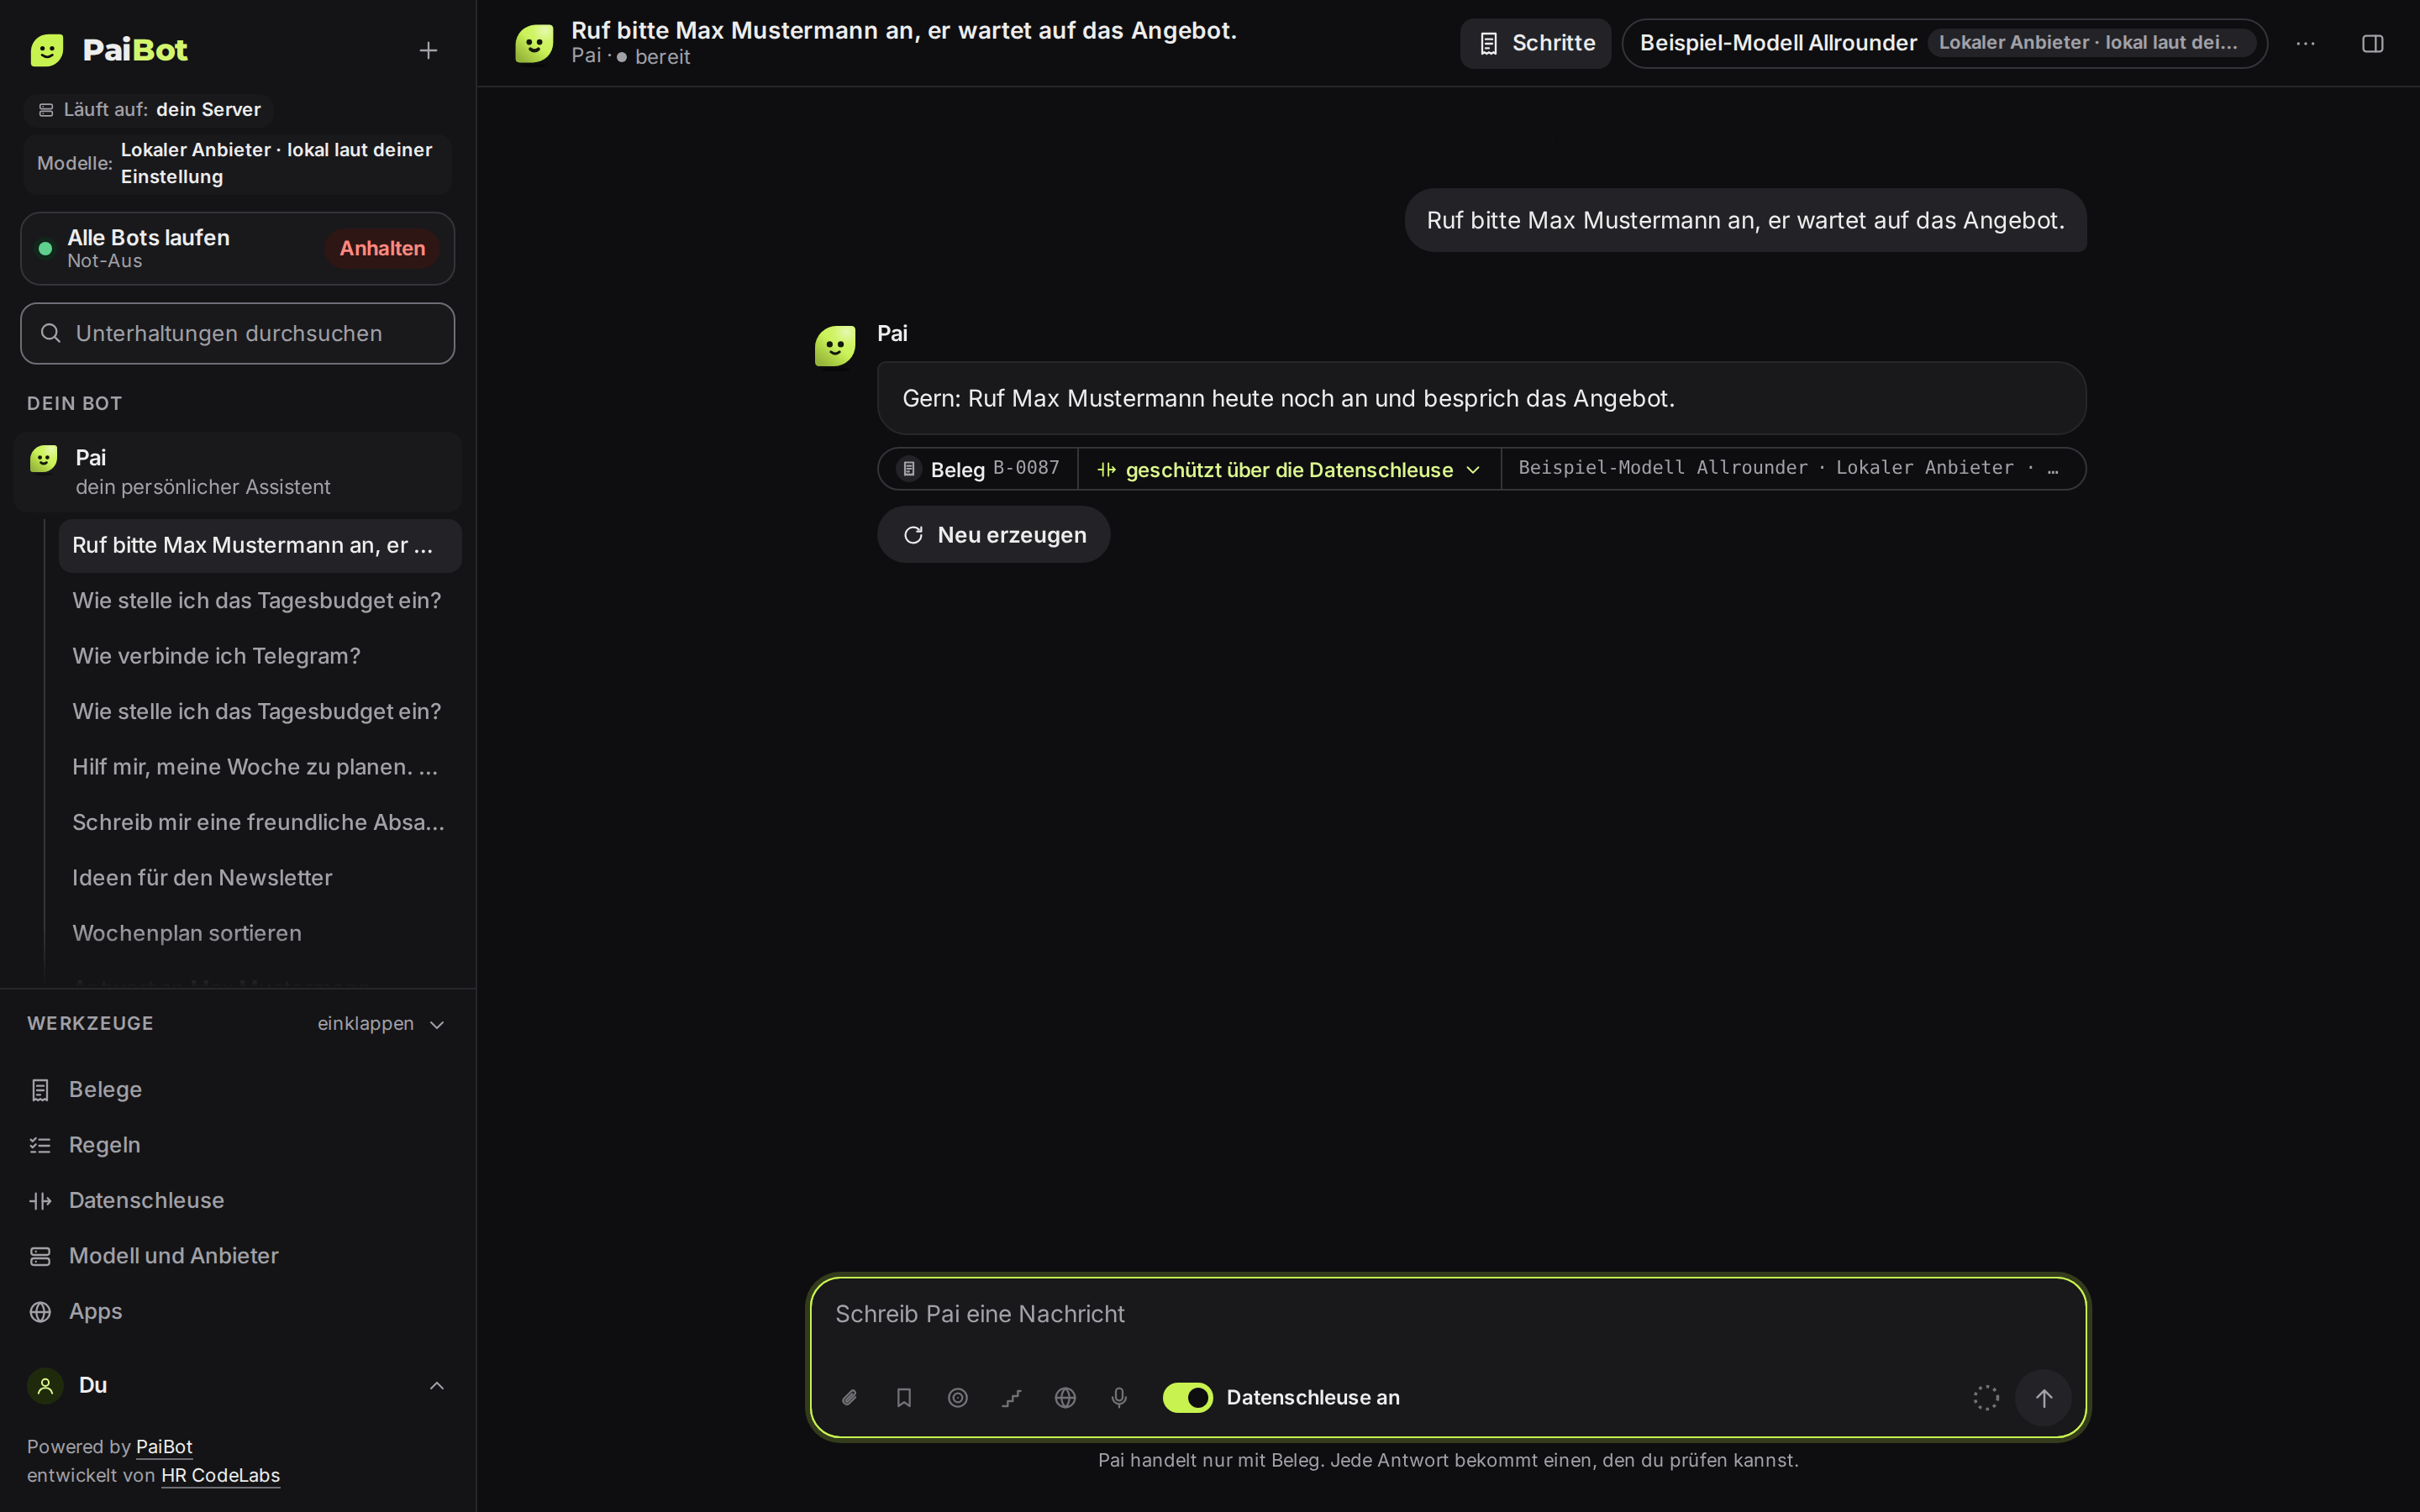 PaiBot
Läuft auf: dein Server
Modelle: Lokaler Anbieter · lokal laut deiner
Einstellung
Alle Bots laufen
Not-Aus
Anhalten
Unterhaltungen durchsuchen
DEIN BOT
Pai
dein persönlicher Assistent
Ruf bitte Max Mustermann an, er …
Wie stelle ich das Tagesbudget ein?
Wie verbinde ich Telegram?
Wie stelle ich das Tagesbudget ein?
Hilf mir, meine Woche zu planen. …
Schreib mir eine freundliche Absa…
Ideen für den Newsletter
Wochenplan sortieren
WERKZEUGE
einklappen
Belege
Regeln
Datenschleuse
Modell und Anbieter
Apps
Du
Powered by PaiBot
entwickelt von HR CodeLabs
Ruf bitte Max Mustermann an, er wartet auf das Angebot.
Pai · bereit
Schritte
Beispiel-Modell Allrounder Lokaler Anbieter · lokal laut dei…
Ruf bitte Max Mustermann an, er wartet auf das Angebot.
Pai
Gern: Ruf Max Mustermann heute noch an und besprich das Angebot.
Beleg B-0087 geschützt über die Datenschleuse Beispiel-Modell Allrounder · Lokaler Anbieter · …
Neu erzeugen
Schreib Pai eine Nachricht
Datenschleuse an
Pai handelt nur mit Beleg. Jede Antwort bekommt einen, den du prüfen kannst.